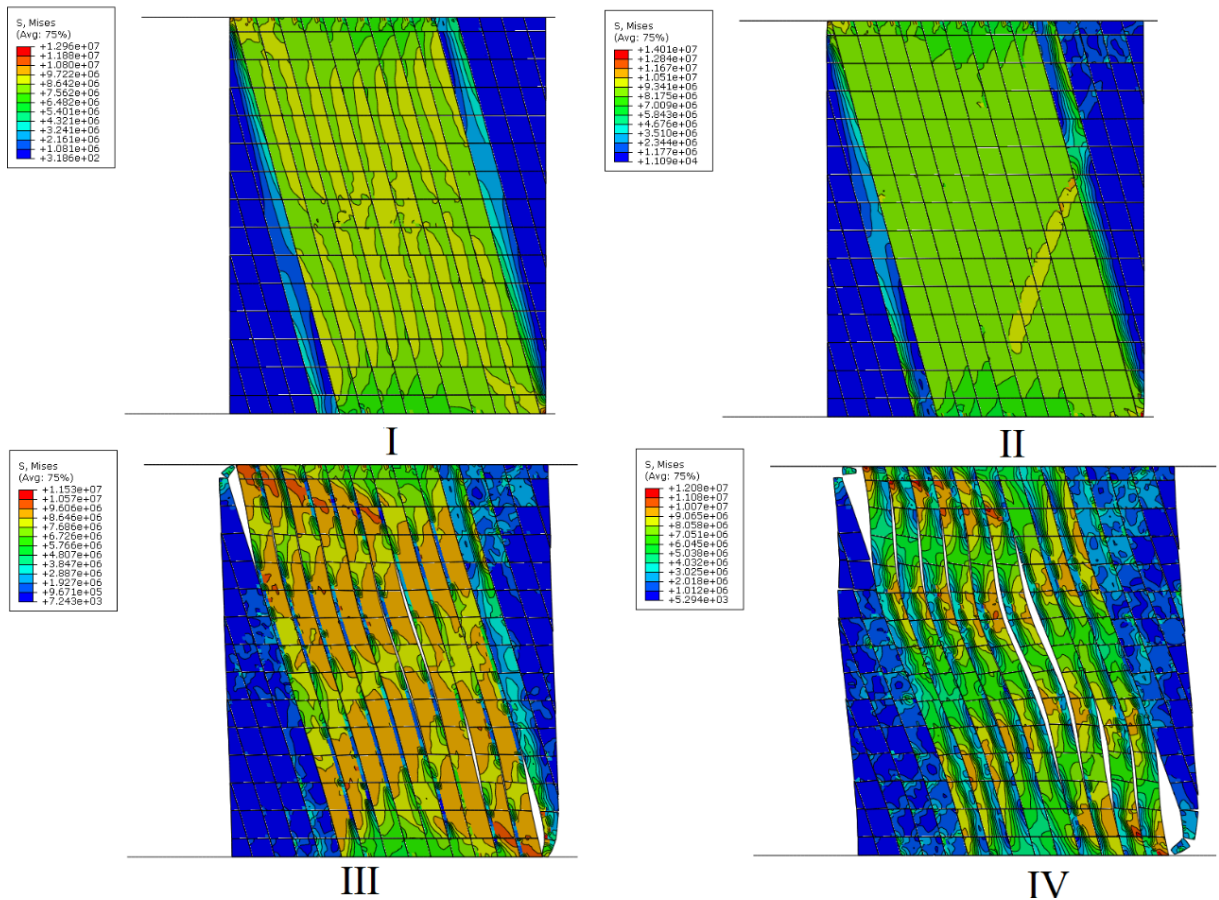 S, Mises
(Avg: 75%)
+1.296e+07
+1.188e+07
+1.080e+07
+9.722e+06
+8.642e+06
+7.562e+06
+6.482e+06
+5.401e+06
+4.321e+06
+3.241e+06
+2.161e+06
+1.081e+06
+3.186e+02
I
S, Mises
(Avg: 75%)
+1.401e+07
+1.284e+07
+1.167e+07
+1.051e+07
+9.341e+06
+8.175e+06
+7.009e+06
+5.843e+06
+4.676e+06
+3.510e+06
+2.344e+06
+1.177e+06
+1.109e+04
II
S, Mises
(Avg: 75%)
+1.153e+07
+1.057e+07
+9.606e+06
+8.646e+06
+7.686e+06
+6.726e+06
+5.766e+06
+4.807e+06
+3.847e+06
+2.887e+06
+1.927e+06
+9.671e+05
+7.243e+03
III
S, Mises
(Avg: 75%)
+1.208e+07
+1.108e+07
+1.007e+07
+9.065e+06
+8.058e+06
+7.051e+06
+6.045e+06
+5.038e+06
+4.032e+06
+3.025e+06
+2.018e+06
+1.012e+06
+5.294e+03
IV